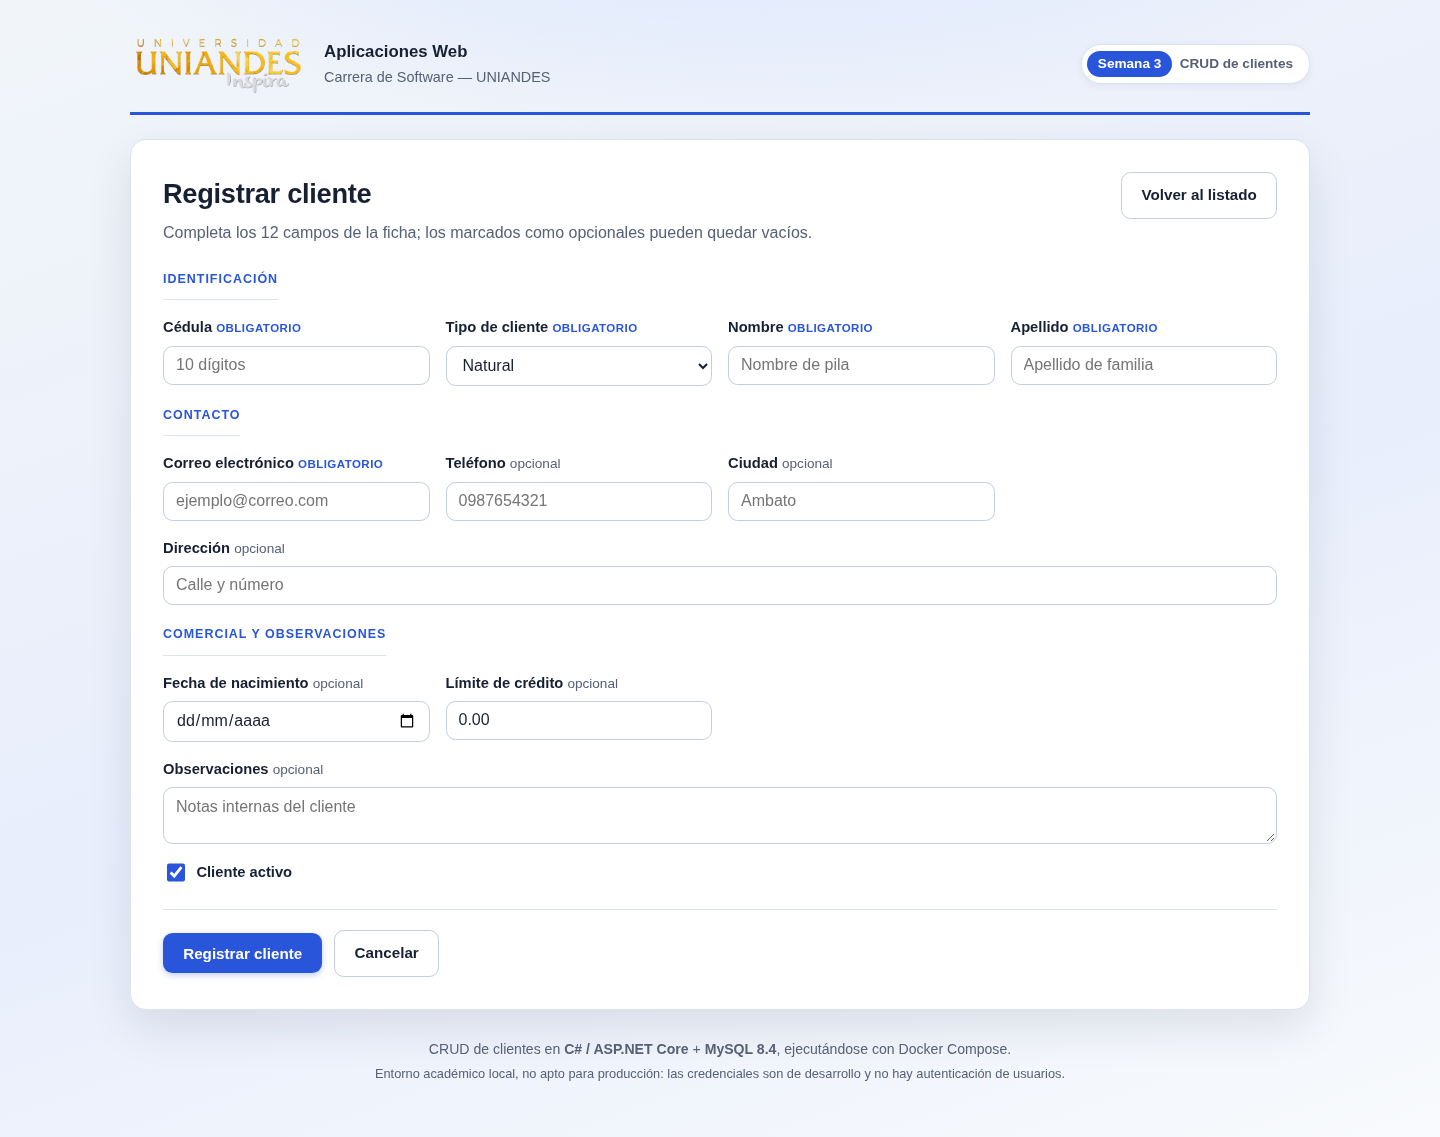 UNIVERSIDAD
UNIANDES
Inspira
Aplicaciones Web
Carrera de Software — UNIANDES
Semana 3 CRUD de clientes
Registrar cliente
Volver al listado
Completa los 12 campos de la ficha; los marcados como opcionales pueden quedar vacíos.
IDENTIFICACIÓN
Cédula OBLIGATORIO
10 dígitos
Tipo de cliente OBLIGATORIO
Natural
Nombre OBLIGATORIO
Nombre de pila
Apellido OBLIGATORIO
Apellido de familia
CONTACTO
Correo electrónico OBLIGATORIO
ejemplo@correo.com
Teléfono opcional
0987654321
Ciudad opcional
Ambato
Dirección opcional
Calle y número
COMERCIAL Y OBSERVACIONES
Fecha de nacimiento opcional
dd/mm/aaaa
Límite de crédito opcional
0.00
Observaciones opcional
Notas internas del cliente
Cliente activo
Registrar cliente
Cancelar
CRUD de clientes en C# / ASP.NET Core + MySQL 8.4, ejecutándose con Docker Compose.
Entorno académico local, no apto para producción: las credenciales son de desarrollo y no hay autenticación de usuarios.